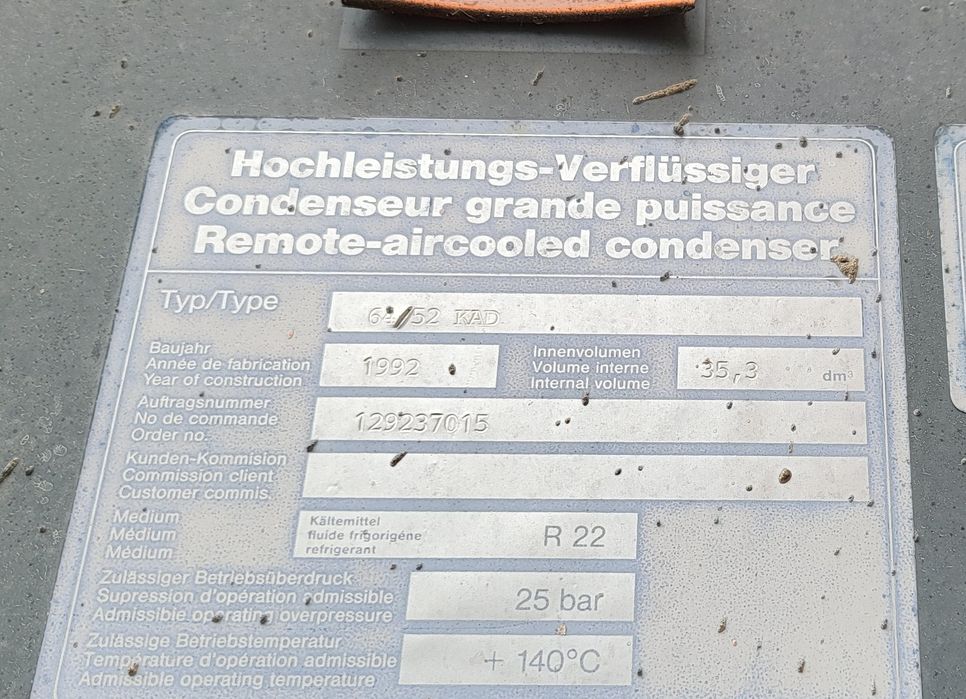 Hochleistungs-Verflüssiger
Condenseur grande puissance
Remote-aircooled condenser
Typ/Type
KAD
Baujahr
Année de fabrication
Year of construction
1992
Innenvolumen
Volume interne
Internal volume
35,3 dm³
Auftragsnummer
No de commande
Order no.
129237015
Kunden-Kommision
Commission client
Customer commis.
Medium
Médium
Médium
Kältemittel
fluide frigorigéne
refrigerant
R 22
Zulässiger Betriebsüberdruck
Supression d'opération admissible
Admissible operating overpressure
25 bar
Zulässige Betriebstemperatur
Température d'opération admissible
Admissible operating temperature
+ 140°C